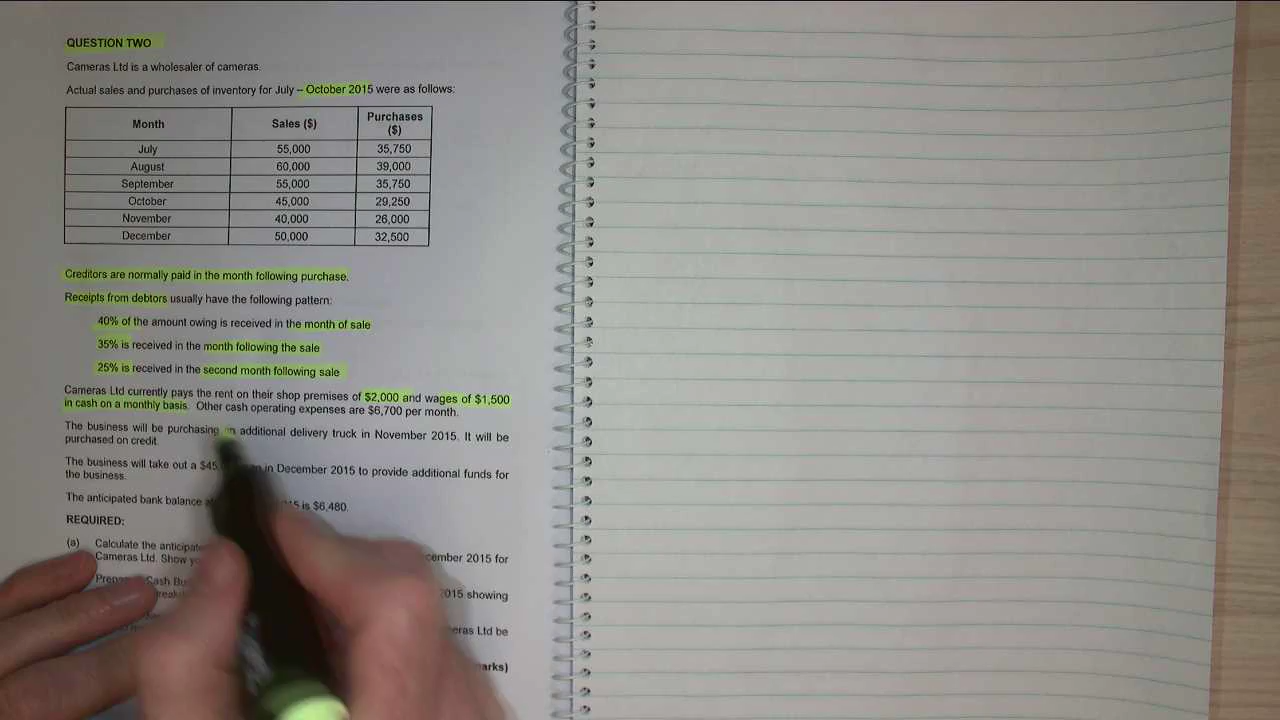 QUESTION TWO
Cameras Ltd is a wholesaler of cameras.
Actual sales and purchases of inventory for July – October 2015 were as follows:
Month Sales ($) Purchases ($)
July 55,000 35,750
August 60,000 39,000
September 55,000 35,750
October 45,000 29,250
November 40,000 26,000
December 50,000 32,500
Creditors are normally paid in the month following purchase.
Receipts from debtors usually have the following pattern:
40% of the amount owing is received in the month of sale
35% is received in the month following the sale
25% is received in the second month following sale
Cameras Ltd currently pays the rent on their shop premises of $2,000 and wages of $1,500
in cash on a monthly basis. Other cash operating expenses are $6,700 per month.
The business will be purchasing an additional delivery truck in November 2015. It will be
purchased on credit.
The business will take out a $45 in December 2015 to provide additional funds for
the business.
The anticipated bank balance is $6,480.
REQUIRED:
(a) Calculate the
Cameras Ltd. Show cember 2015 for
Cash 2015 showing
Ltd be
marks)